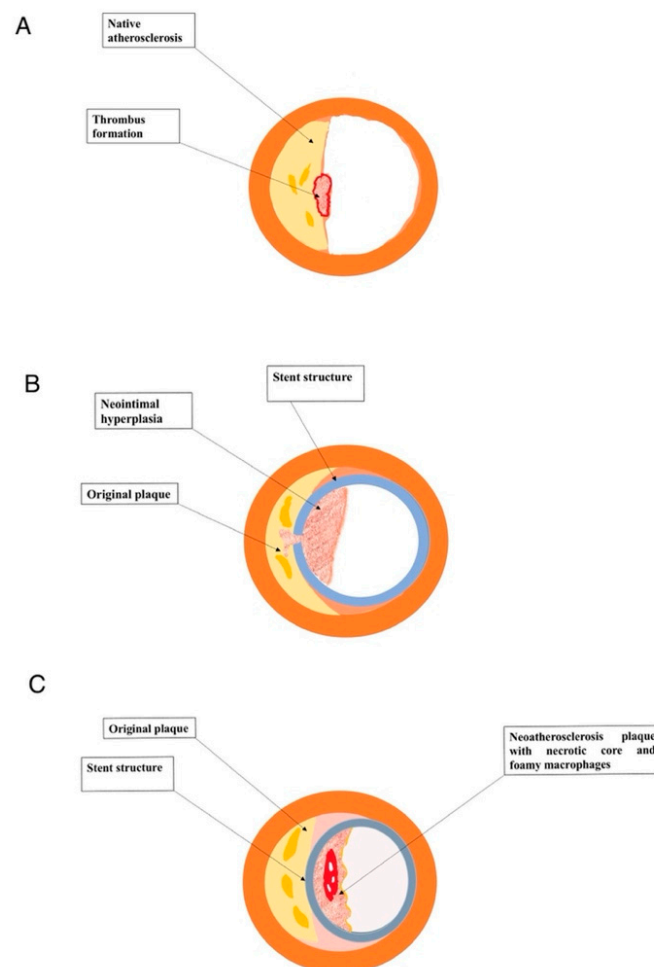 A
Native
atherosclerosis
Thrombus
formation
B
Stent structure
Neointimal
hyperplasia
Original plaque
C
Original plaque
Stent structure
Neoatherosclerosis plaque
with necrotic core and
foamy macrophages